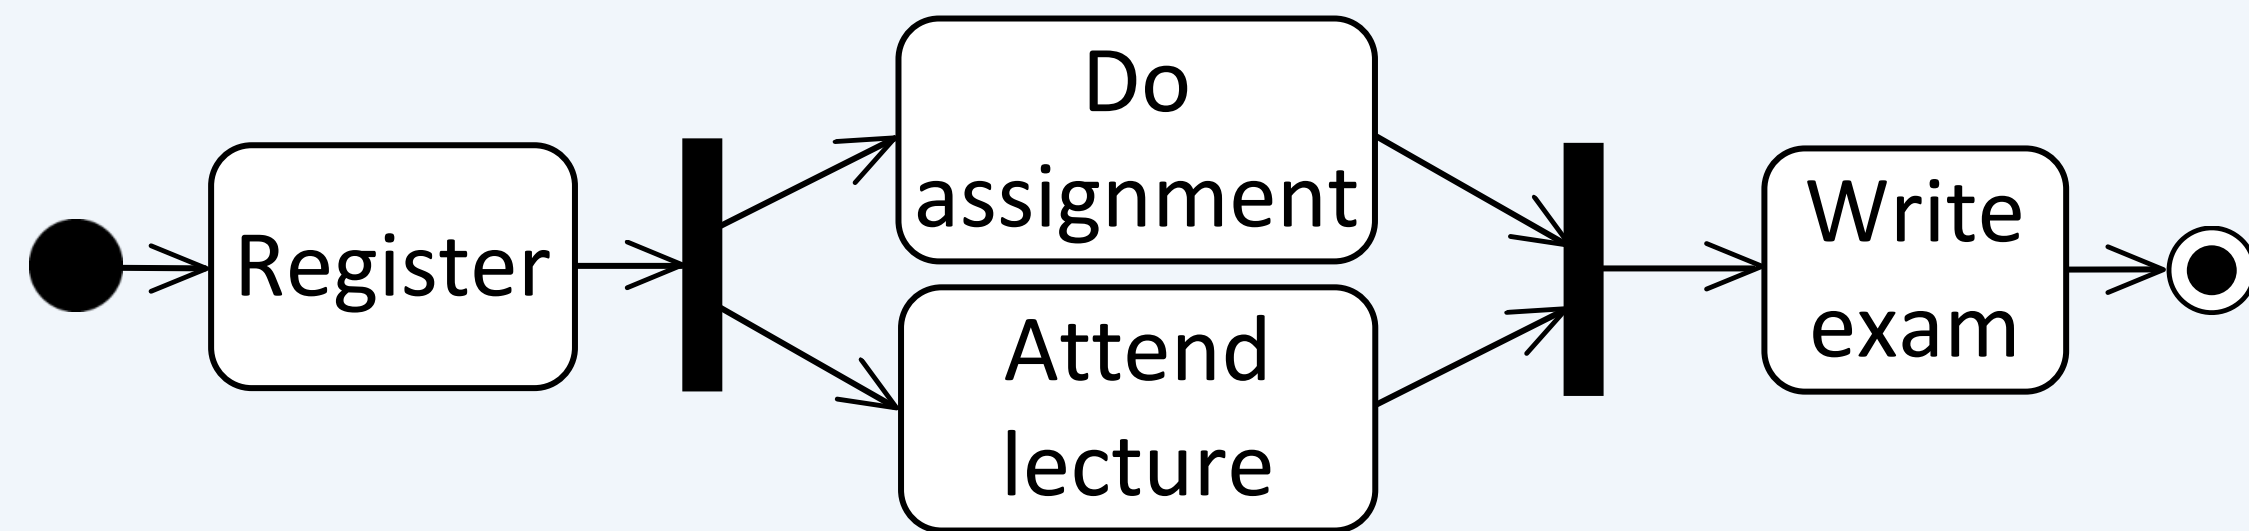 Register
Do
assignment
Attend
lecture
Write
exam